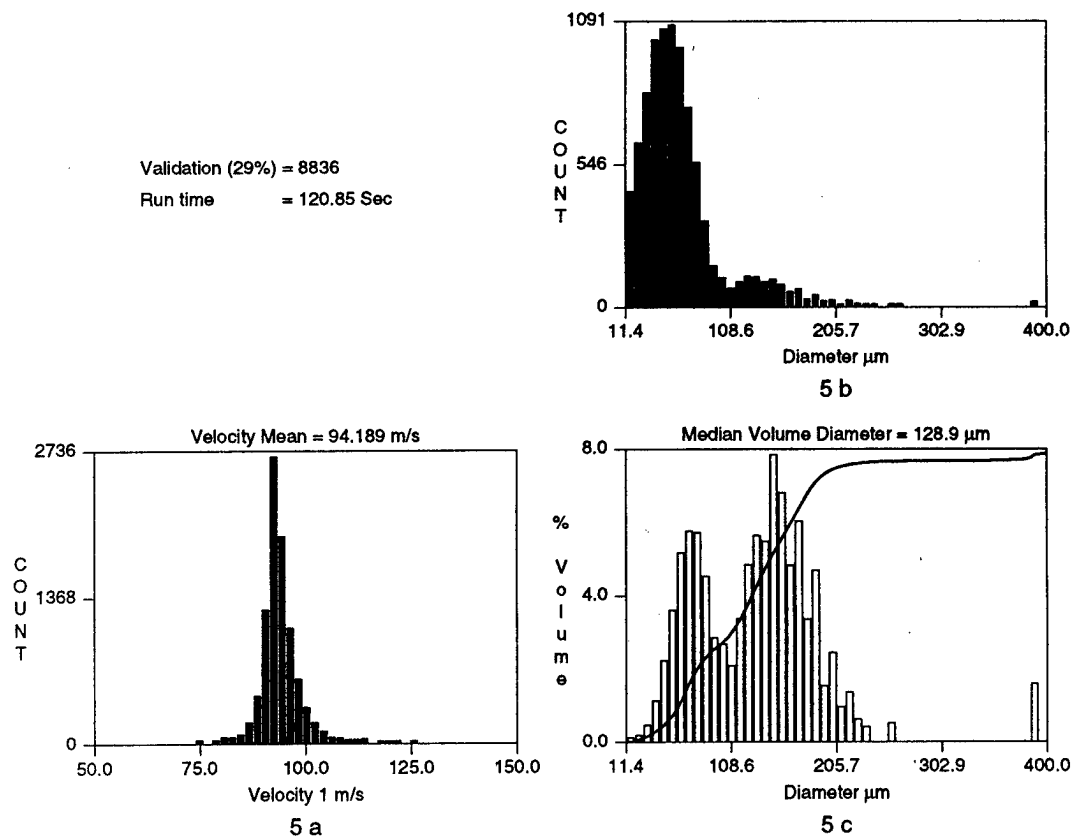 Validation (29%) = 8836
Run time = 120.85 Sec
1091
546
0
COUNT
11.4 108.6 205.7 302.9 400.0
Diameter µm
5 b
Velocity Mean = 94.189 m/s
2736
1368
0
COUNT
50.0 75.0 100.0 125.0 150.0
Velocity 1 m/s
5 a
Median Volume Diameter = 128.9 µm
8.0
4.0
0.0
% Volume
11.4 108.6 205.7 302.9 400.0
Diameter µm
5 c